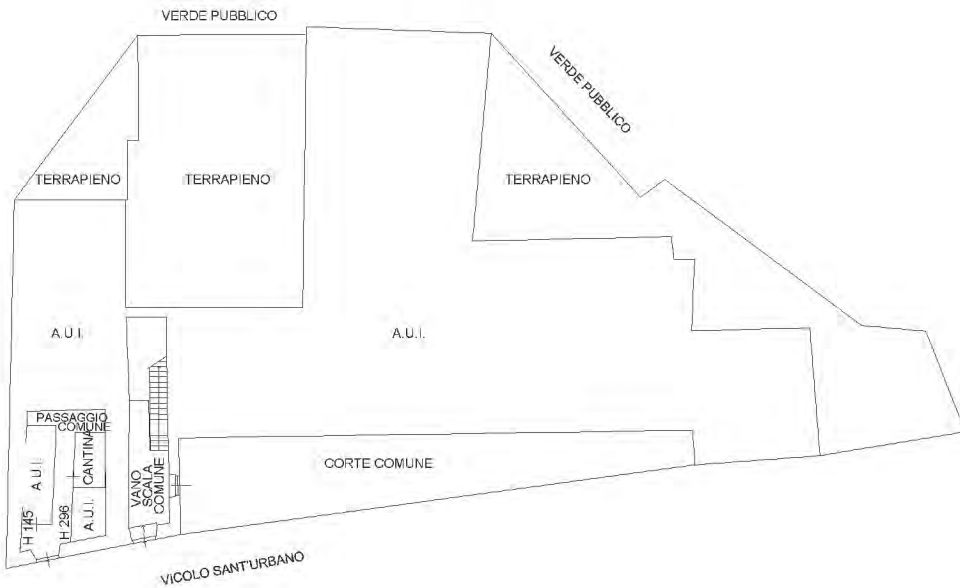 VERDE PUBBLICO
VERDE PUBBLICO
TERRAPIENO
TERRAPIENO
TERRAPIENO
A.U.I.
A.U.I.
PASSAGGIO
COMUNE
A.U.I.
CANTINA
VANO
SCALA
COMUNE
CORTE COMUNE
H 145
H 296
A.U.I.
VICOLO SANT'URBANO